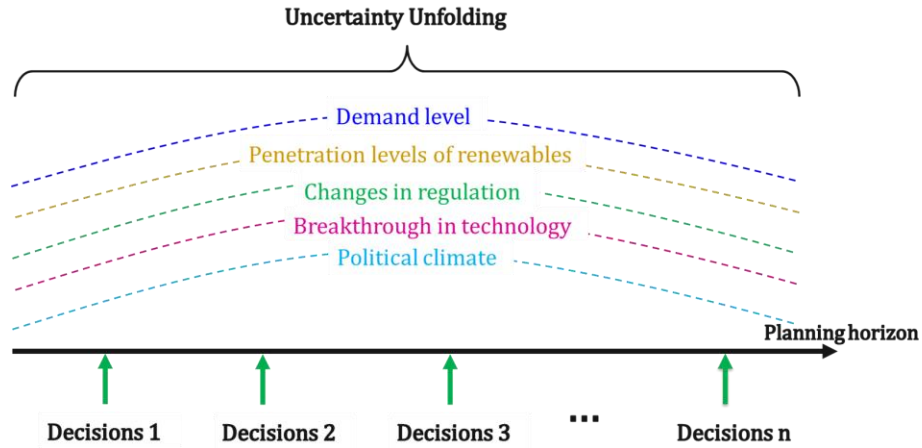 Uncertainty Unfolding
Demand level
Penetration levels of renewables
Changes in regulation
Breakthrough in technology
Political climate
Planning horizon
Decisions 1
Decisions 2
Decisions 3
...
Decisions n